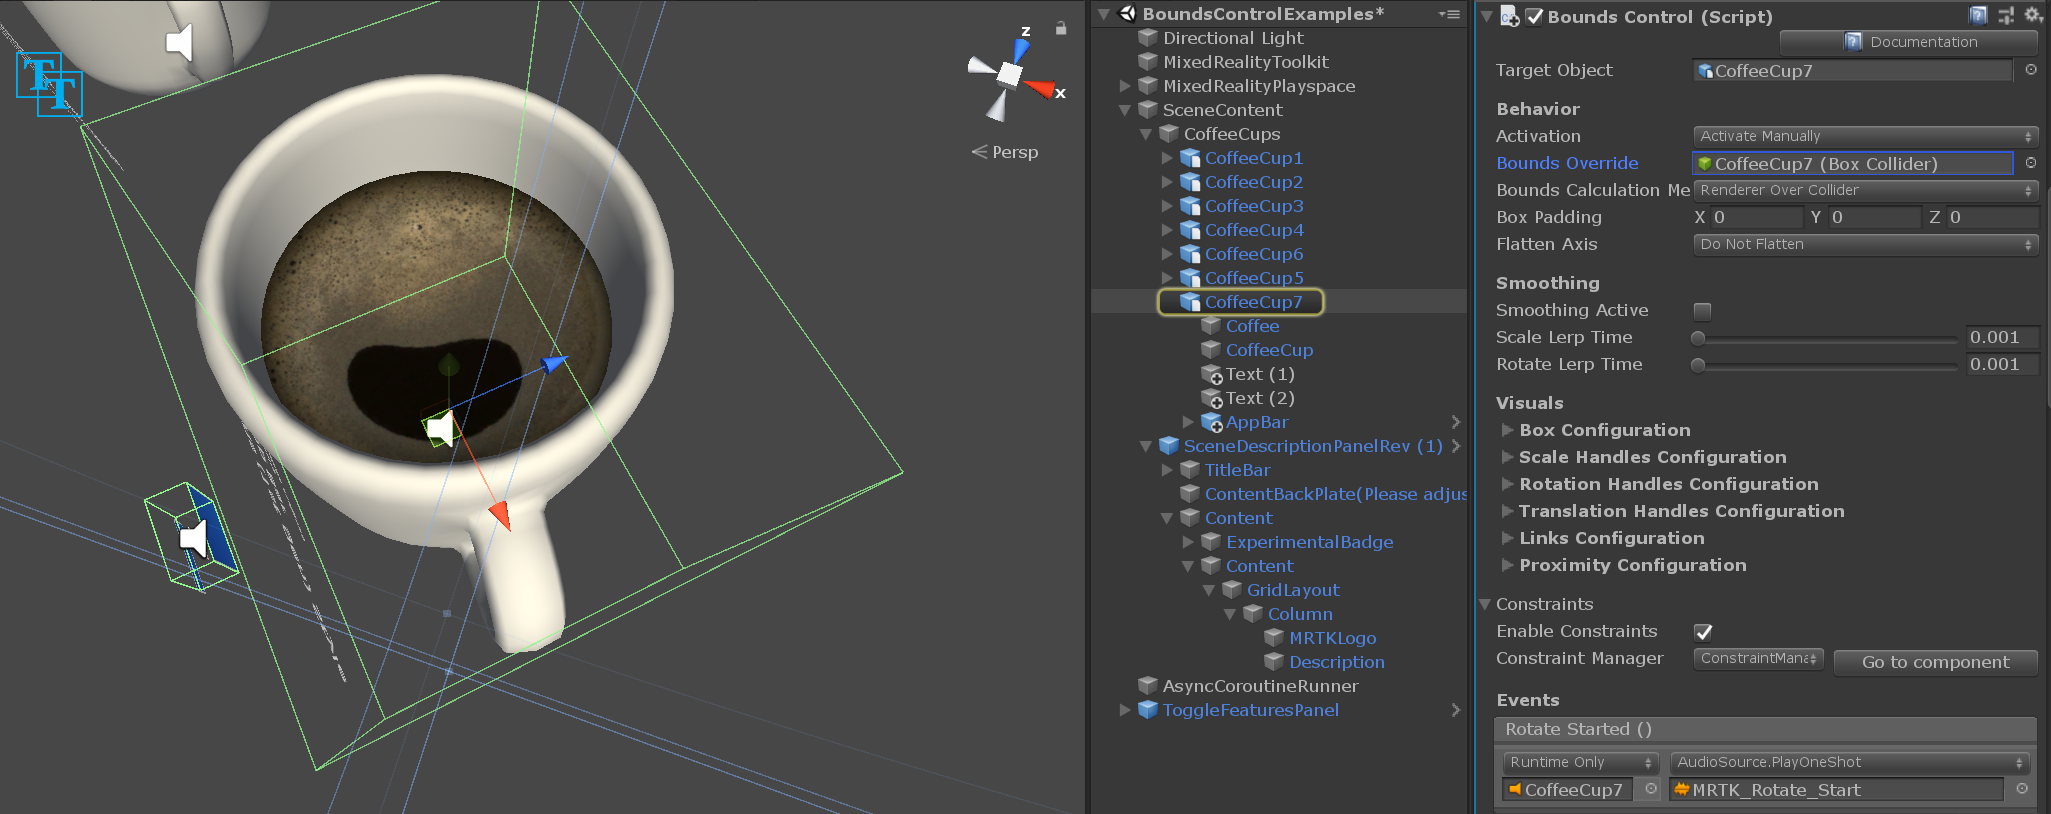 T
T
z
x
Persp
BoundsControlExamples*
Directional Light
MixedRealityToolkit
MixedRealityPlayspace
SceneContent
CoffeeCups
CoffeeCup1
CoffeeCup2
CoffeeCup3
CoffeeCup4
CoffeeCup6
CoffeeCup5
CoffeeCup7
Coffee
CoffeeCup
Text (1)
Text (2)
AppBar
SceneDescriptionPanelRev (1)
TitleBar
ContentBackPlate(Please adjus
Content
ExperimentalBadge
Content
GridLayout
Column
MRTKLogo
Description
AsyncCoroutineRunner
ToggleFeaturesPanel
Bounds Control (Script)
Documentation
Target Object CoffeeCup7
Behavior
Activation Activate Manually
Bounds Override CoffeeCup7 (Box Collider)
Bounds Calculation Me Renderer Over Collider
Box Padding X 0 Y 0 Z 0
Flatten Axis Do Not Flatten
Smoothing
Smoothing Active
Scale Lerp Time 0.001
Rotate Lerp Time 0.001
Visuals
Box Configuration
Scale Handles Configuration
Rotation Handles Configuration
Translation Handles Configuration
Links Configuration
Proximity Configuration
Constraints
Enable Constraints
Constraint Manager ConstraintMana Go to component
Events
Rotate Started ()
Runtime Only AudioSource.PlayOneShot
CoffeeCup7 MRTK_Rotate_Start